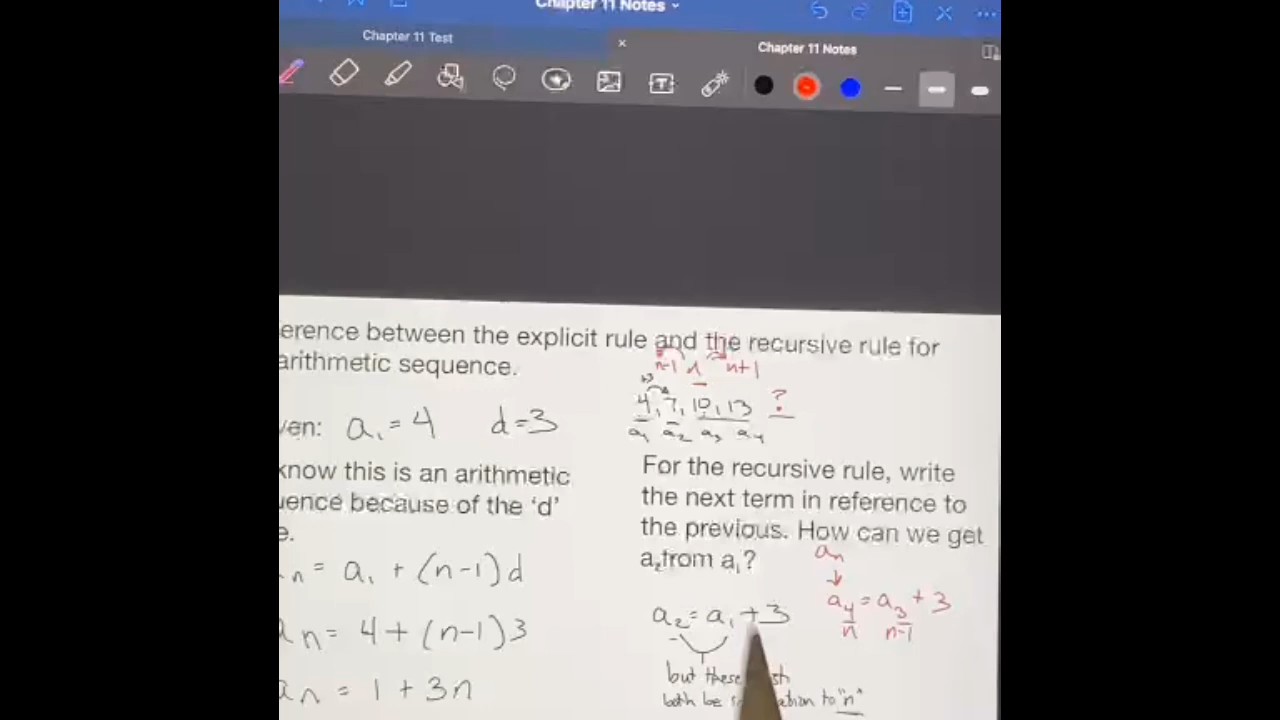 Chapter 11 Notes
Chapter 11 Test
Chapter 11 Notes
erence between the explicit rule and the recursive rule for
arithmetic sequence.
n-1 n n+1
+3
4, 7, 10, 13 ?
a1 a2 a3 a4
ven: a₁ = 4 d=3
know this is an arithmetic
uence because of the ‘d’
e.
n = a₁ + (n-1)d
an = 4+(n-1)3
an = 1 + 3n
For the recursive rule, write
the next term in reference to
the previous. How can we get
a₂ from a₁?
an
a4 = a3 + 3
n n-1
a₂ = a₁ + 3
but these
both be to "n"